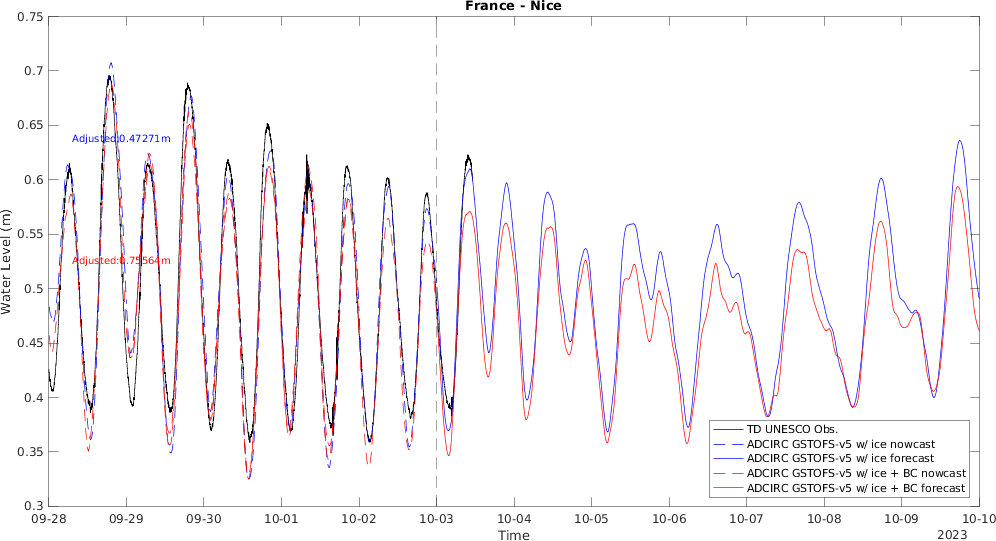 France - Nice
0.75
0.7
0.65
0.6
0.55
0.5
0.45
0.4
0.35
0.3
Water Level (m)
Adjusted:0.47271m
Adjusted:0.75564m
TD UNESCO Obs.
ADCIRC GSTOFS-v5 w/ ice nowcast
ADCIRC GSTOFS-v5 w/ ice forecast
ADCIRC GSTOFS-v5 w/ ice + BC nowcast
ADCIRC GSTOFS-v5 w/ ice + BC forecast
09-28 09-29 09-30 10-01 10-02 10-03 10-04 10-05 10-06 10-07 10-08 10-09 10-10
Time
2023